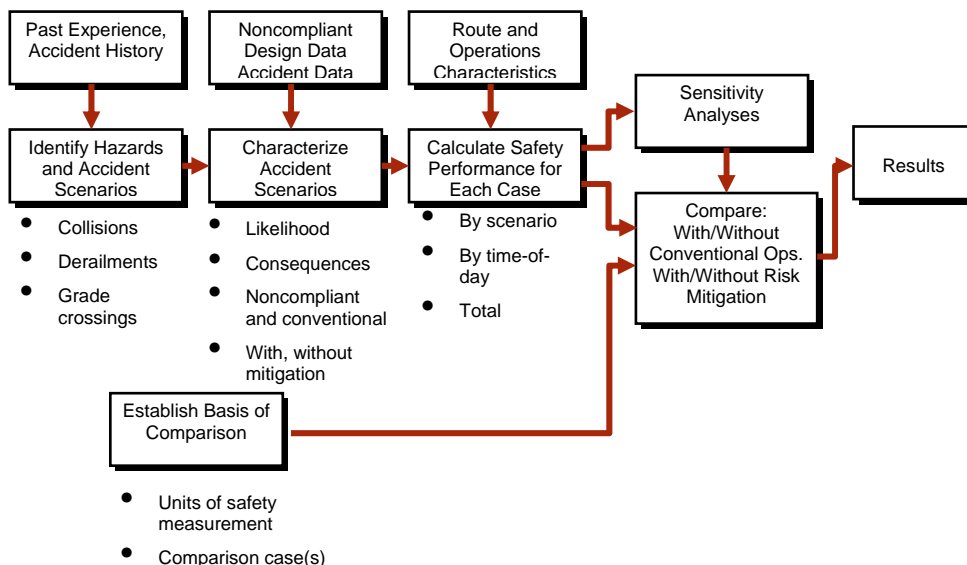 Past Experience,
Accident History
Noncompliant
Design Data
Accident Data
Route and
Operations
Characteristics
Sensitivity
Analyses
Results
Identify Hazards
and Accident
Scenarios
Characterize
Accident
Scenarios
Calculate Safety
Performance for
Each Case
Compare:
With/Without
Conventional Ops.
With/Without Risk
Mitigation
• Collisions
• Derailments
• Grade
crossings
• Likelihood
• Consequences
• Noncompliant
and conventional
• With, without
mitigation
• By scenario
• By time-of-
day
• Total
Establish Basis of
Comparison
• Units of safety
measurement
• Comparison case(s)